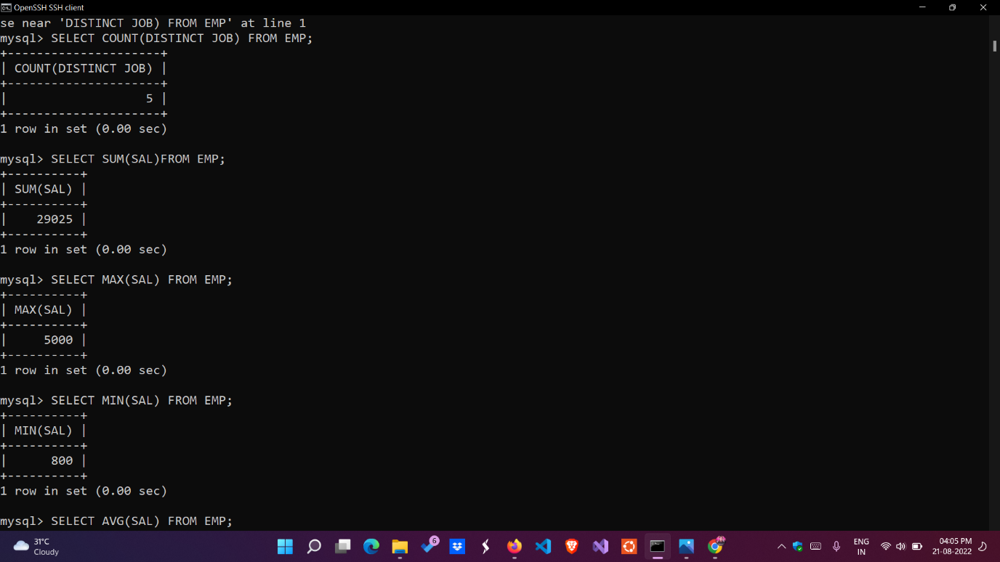 OpenSSH SSH client
se near 'DISTINCT JOB) FROM EMP' at line 1
mysql> SELECT COUNT(DISTINCT JOB) FROM EMP;
+---------------------+
| COUNT(DISTINCT JOB) |
+---------------------+
|                   5 |
+---------------------+
1 row in set (0.00 sec)
mysql> SELECT SUM(SAL)FROM EMP;
+----------+
| SUM(SAL) |
+----------+
|    29025 |
+----------+
1 row in set (0.00 sec)
mysql> SELECT MAX(SAL) FROM EMP;
+----------+
| MAX(SAL) |
+----------+
|     5000 |
+----------+
1 row in set (0.00 sec)
mysql> SELECT MIN(SAL) FROM EMP;
+----------+
| MIN(SAL) |
+----------+
|      800 |
+----------+
1 row in set (0.00 sec)
mysql> SELECT AVG(SAL) FROM EMP;
31°C
Cloudy
6
ENG
IN
04:05 PM
21-08-2022